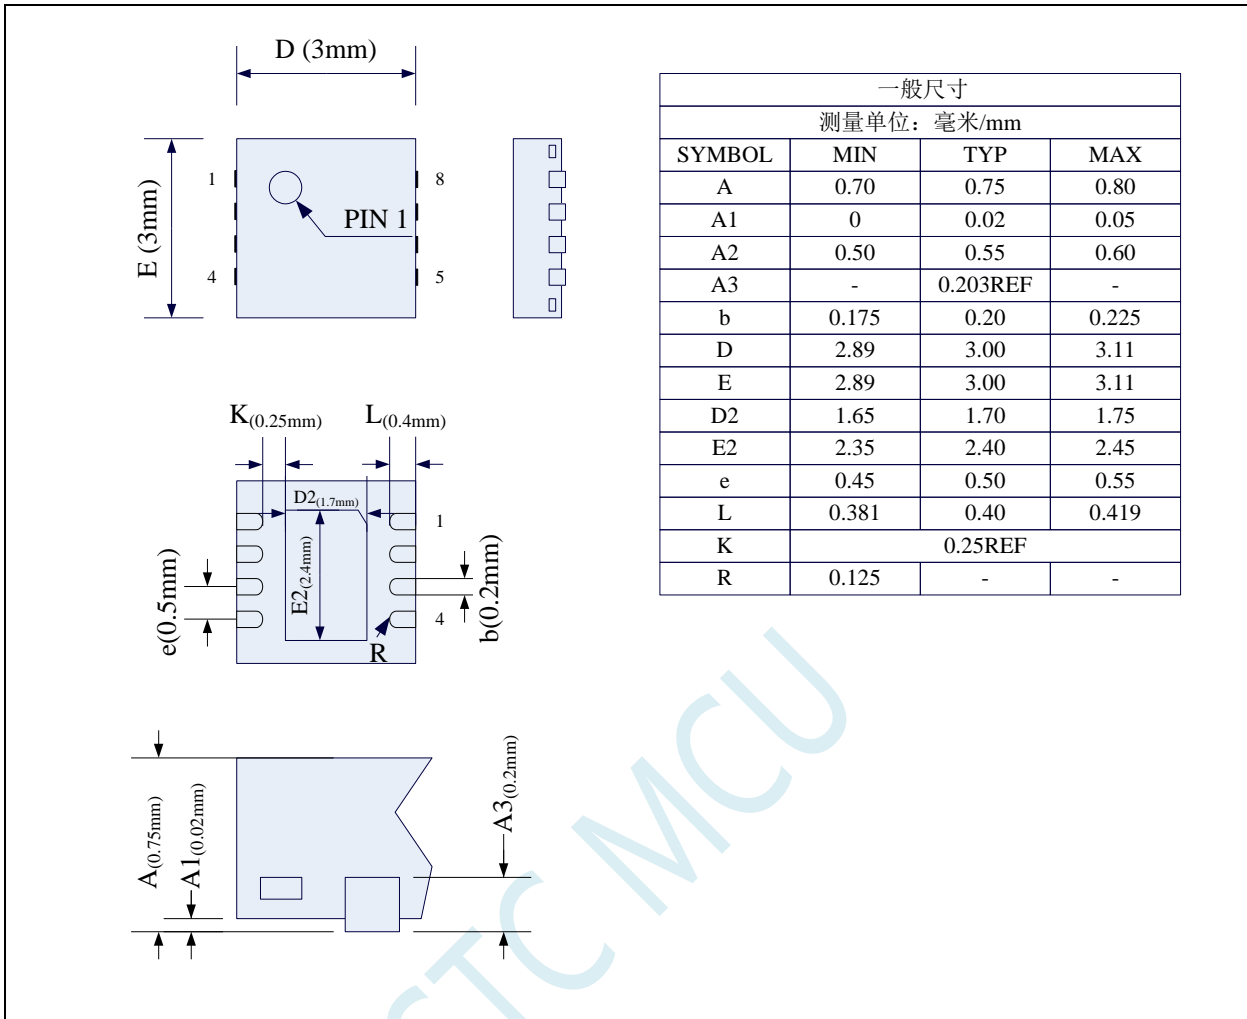 D (3mm)
E (3mm)
1
4
8
5
PIN 1
K(0.25mm)
L(0.4mm)
D2(1.7mm)
E2(2.4mm)
e(0.5mm)
b(0.2mm)
1
4
R
A(0.75mm)
A1(0.02mm)
A3(0.2mm)
一般尺寸
测量单位：毫米/mm
SYMBOL MIN TYP MAX
A 0.70 0.75 0.80
A1 0 0.02 0.05
A2 0.50 0.55 0.60
A3 - 0.203REF -
b 0.175 0.20 0.225
D 2.89 3.00 3.11
E 2.89 3.00 3.11
D2 1.65 1.70 1.75
E2 2.35 2.40 2.45
e 0.45 0.50 0.55
L 0.381 0.40 0.419
K 0.25REF
R 0.125 - -
STC MCU